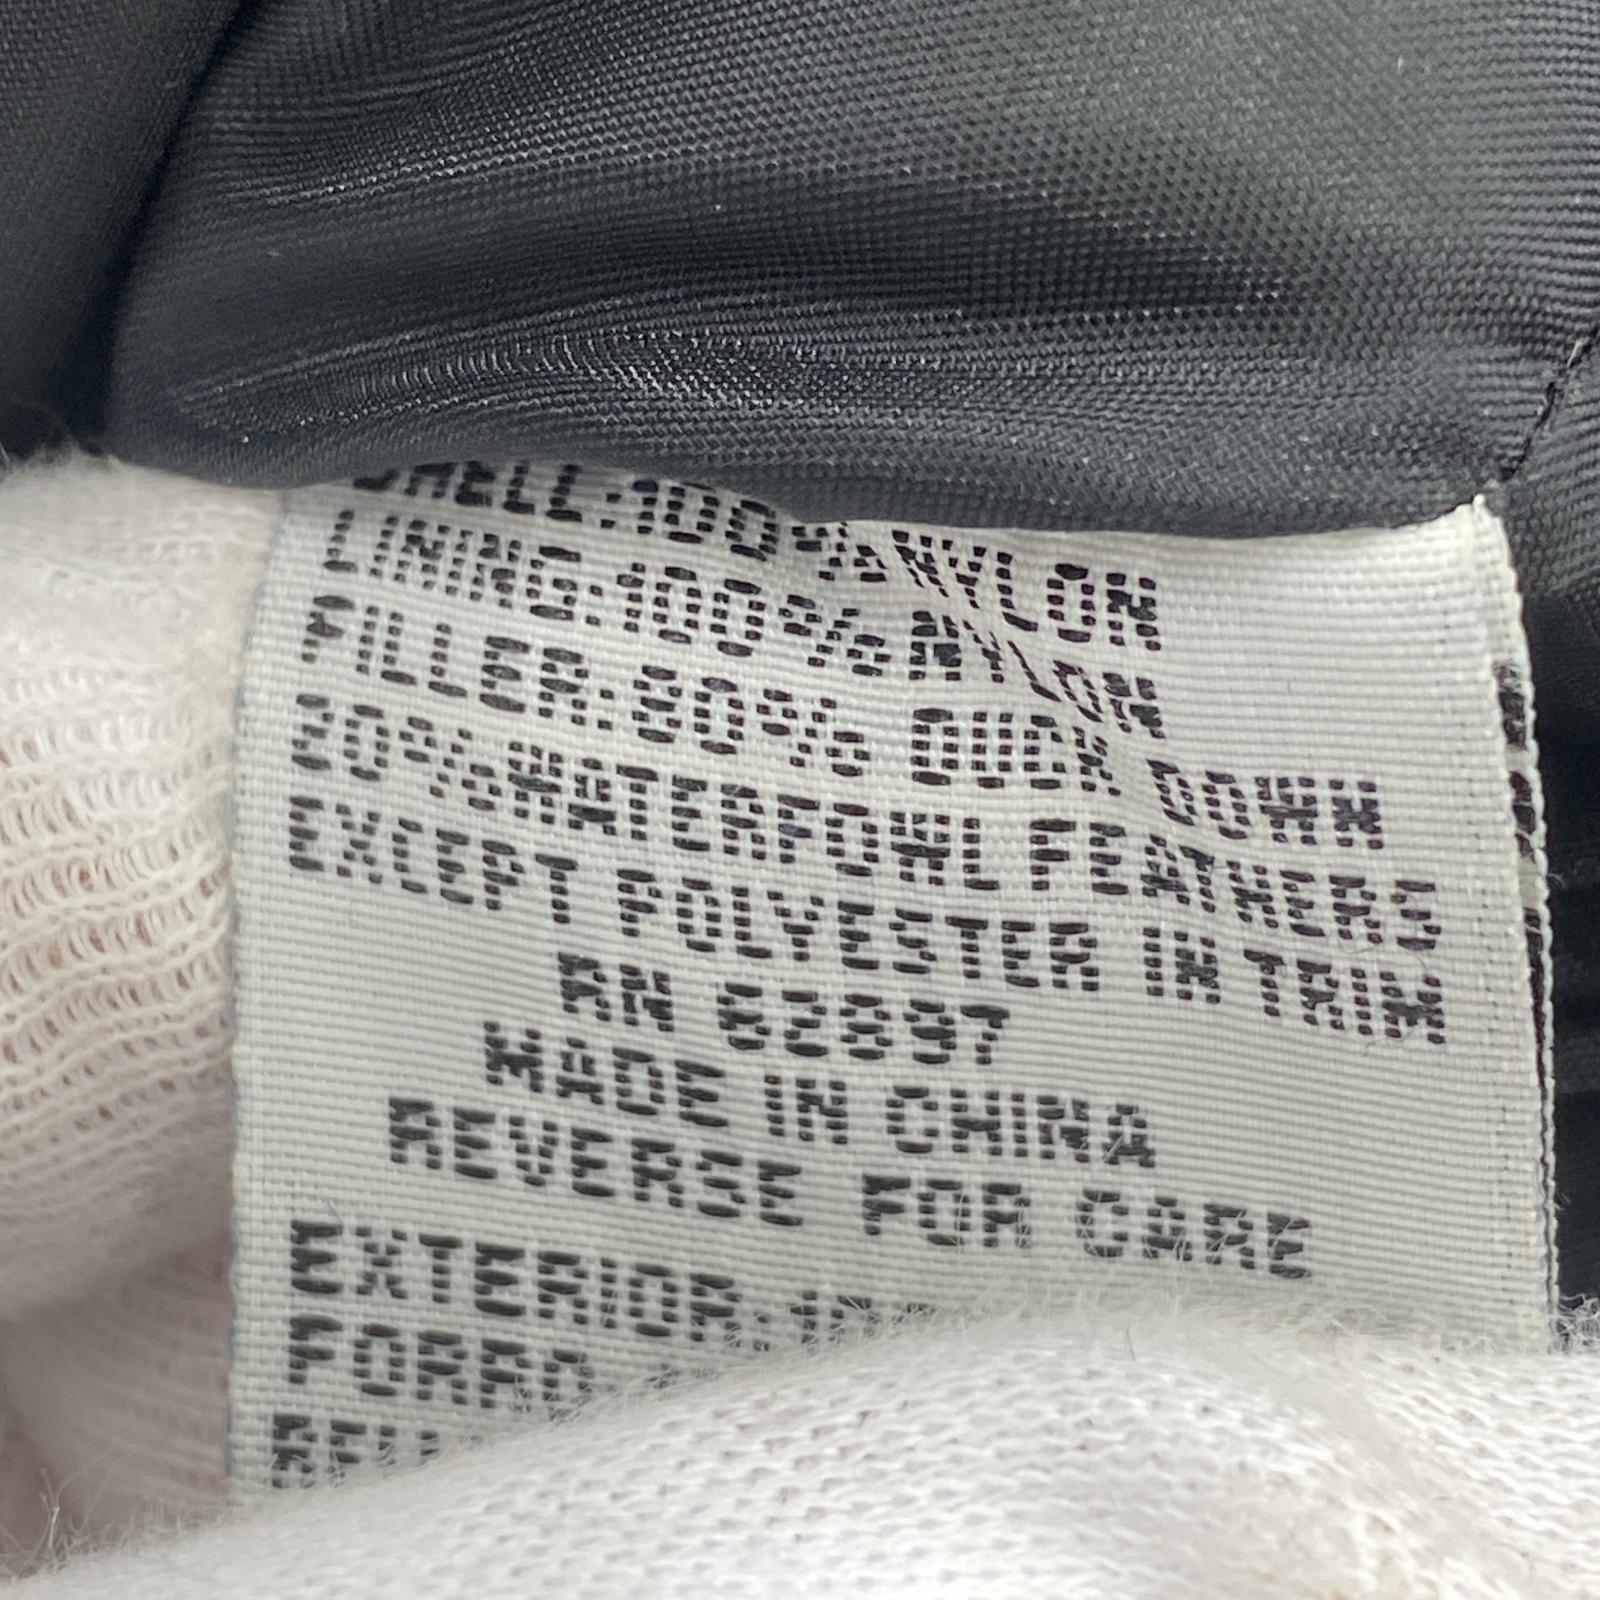 SHELL:100% NYLON
LINING:100% NYLON
FILLER:80% DUCK DOWN
20%WATERFOWL FEATHERS
EXCEPT POLYESTER IN TRIM
RN
MADE IN CHINA
REVERSE FOR CARE
EXTERIOR